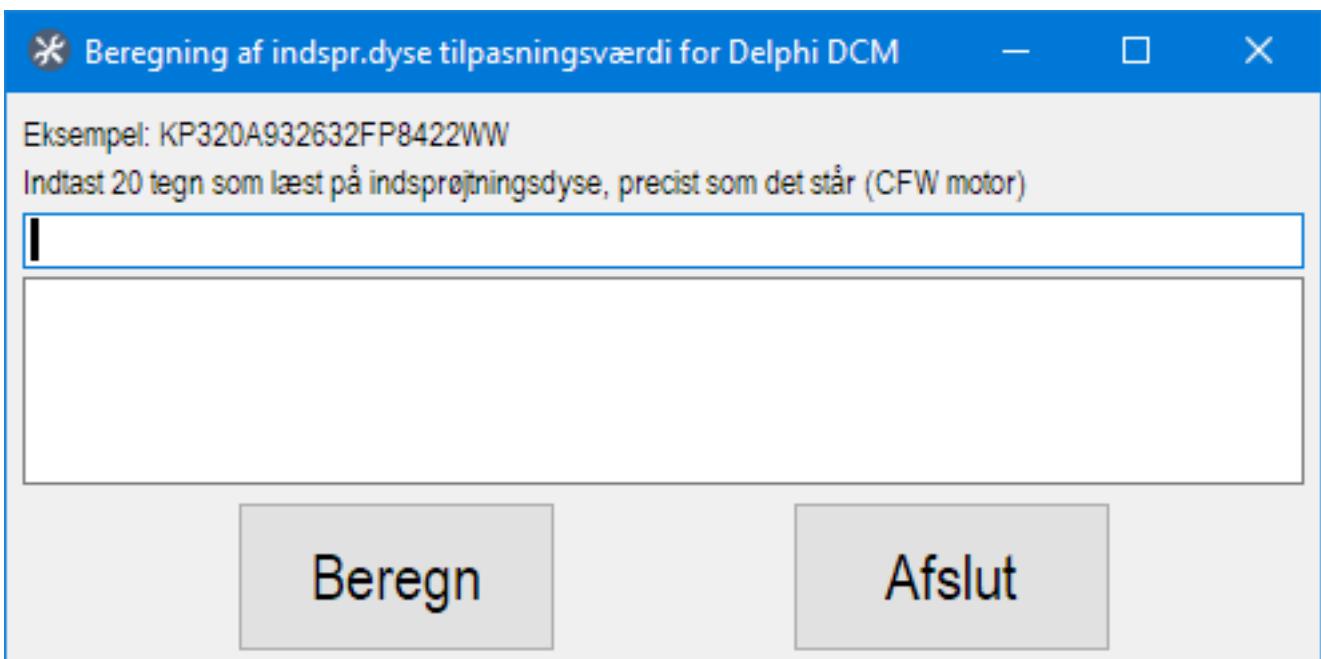 Beregning af indspr.dyse tilpasningsværdi for Delphi DCM
Eksempel: KP320A932632FP8422WW
Indtast 20 tegn som læst på indsprøjtningsdyse, precist som det står (CFW motor)
Beregn
Afslut